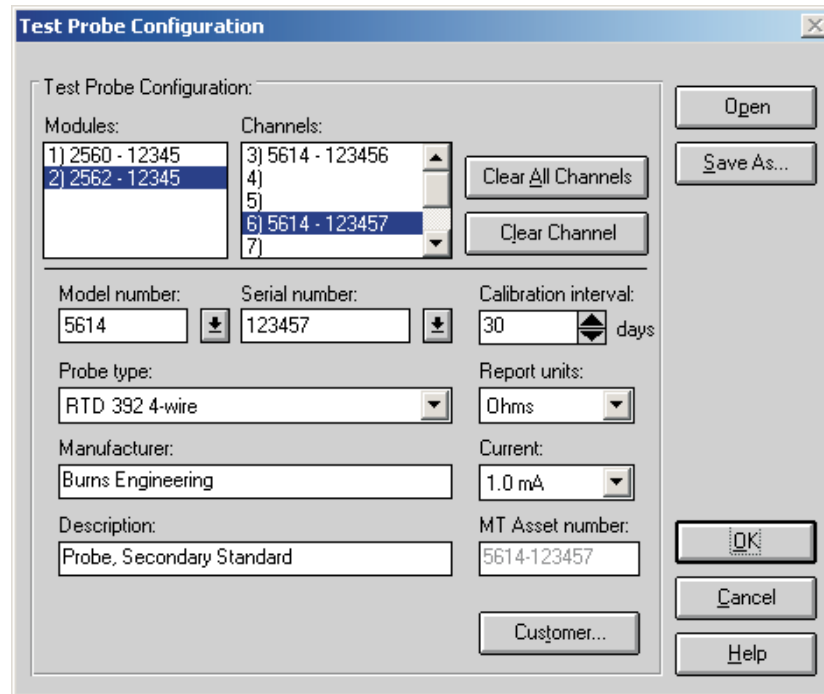 Test Probe Configuration
Test Probe Configuration:
Modules:
1) 2560 - 12345
2) 2562 - 12345
Channels:
3) 5614 - 123456
4)
5)
6) 5614 - 123457
7)
Clear All Channels
Clear Channel
Open
Save As...
Model number:
5614
Serial number:
123457
Calibration interval:
30
days
Probe type:
RTD 392 4-wire
Report units:
Ohms
Manufacturer:
Burns Engineering
Current:
1.0 mA
Description:
Probe, Secondary Standard
MT Asset number:
5614-123457
Customer...
OK
Cancel
Help